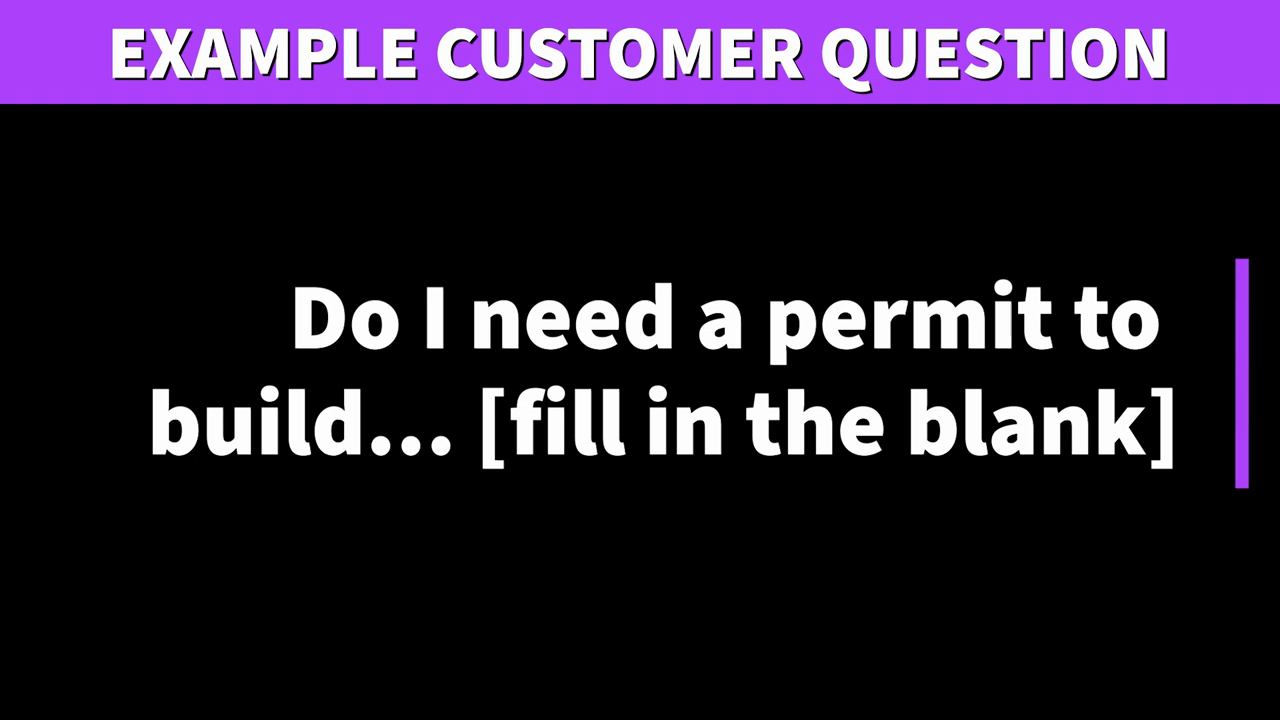 EXAMPLE CUSTOMER QUESTION
Do I need a permit to
build... [fill in the blank]